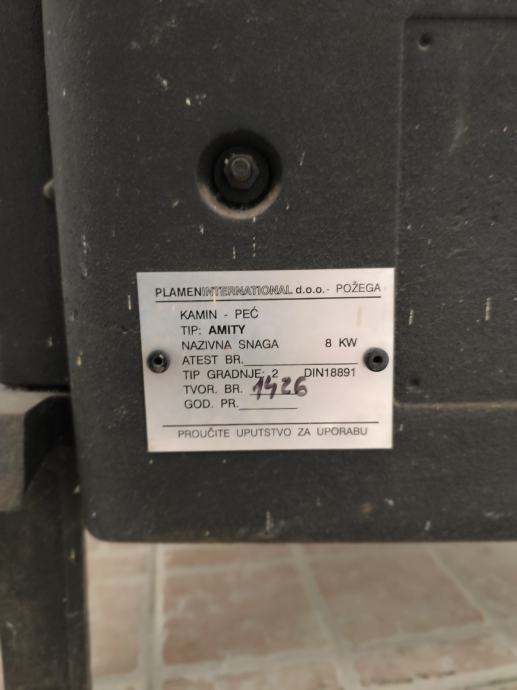 PLAMENINTERNATIONAL d.o.o.- POŽEGA
KAMIN - PEĆ
TIP: AMITY
NAZIVNA SNAGA 8 KW
ATEST BR.
TIP GRADNJE: 2 DIN18891
TVOR. BR. 1426
GOD. PR.
PROUČITE UPUTSTVO ZA UPORABU